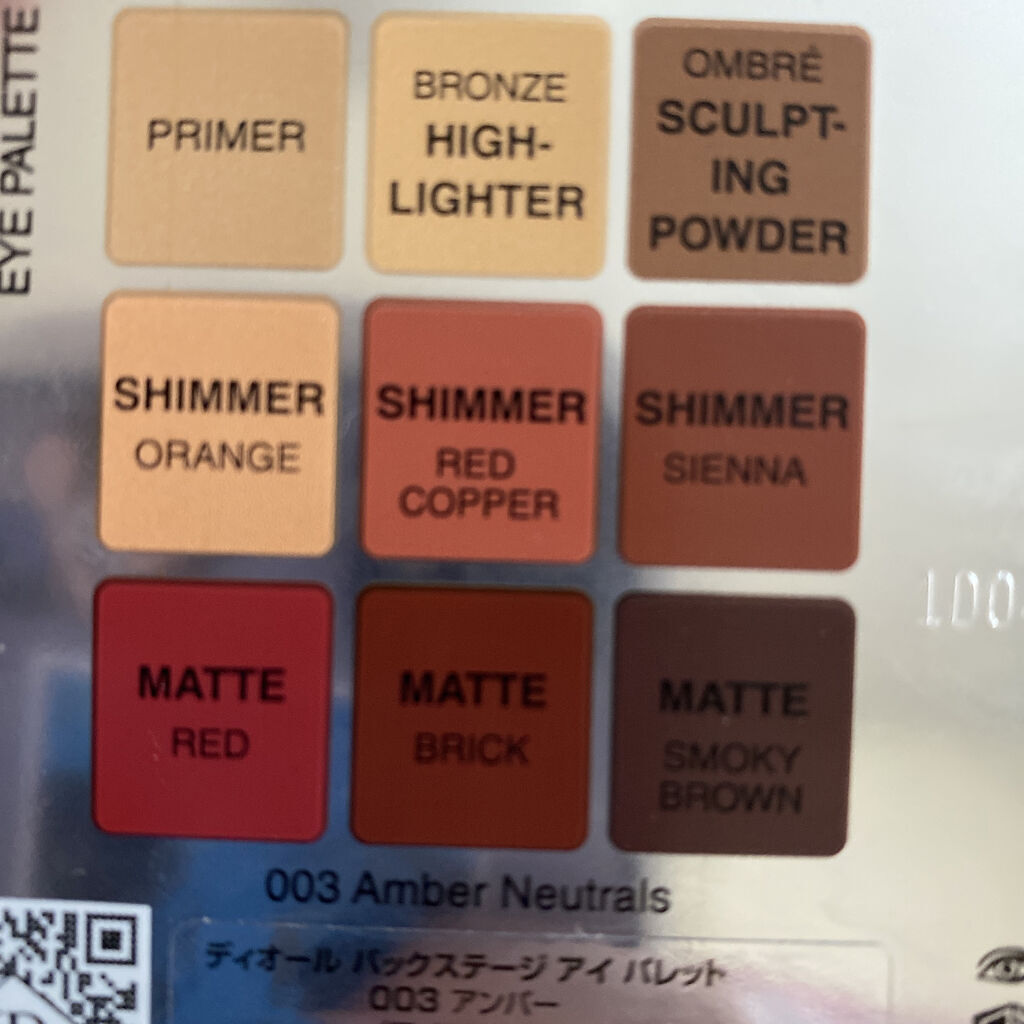 EYE PALETTE
PRIMER
BRONZE
HIGH-
LIGHTER
OMBRÉ
SCULPT-
ING
POWDER
SHIMMER
ORANGE
SHIMMER
RED
COPPER
SHIMMER
SIENNA
MATTE
RED
MATTE
BRICK
MATTE
SMOKY
BROWN
003 Amber Neutrals
ディオール バックステージ アイ パレット
003 アンバー